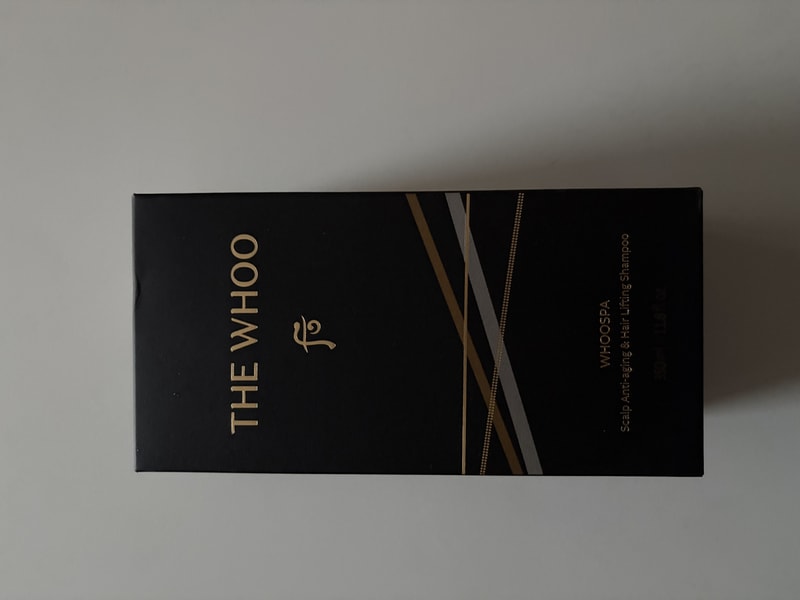 THE WHOO
WHOOSPA
Scalp Anti-aging & Hair Lifting Shampoo